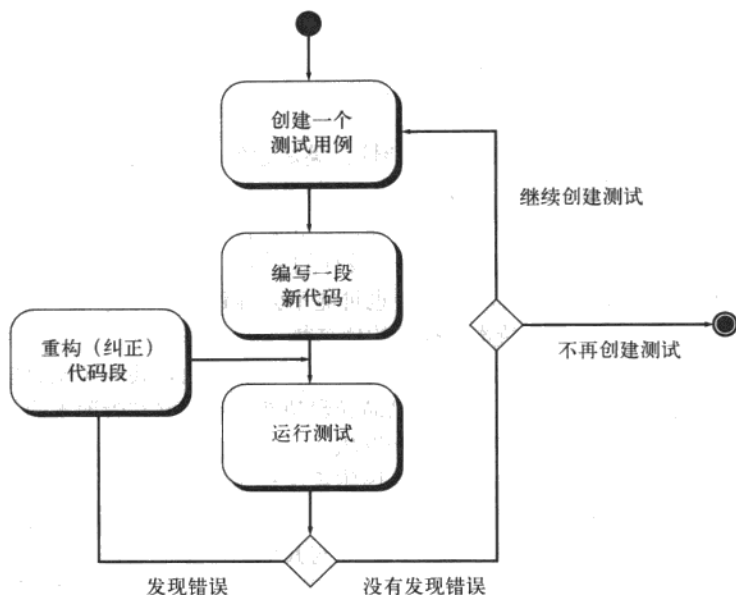 创建一个
测试用例
继续创建测试
编写一段
新代码
重构（纠正）
代码段
不再创建测试
运行测试
发现错误
没有发现错误